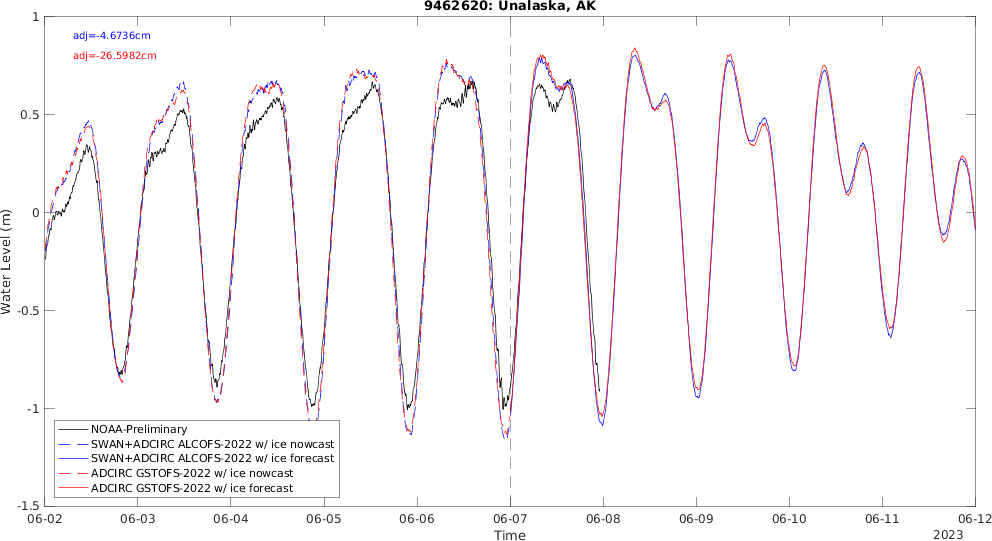 9462620: Unalaska, AK
adj=-4.6736cm
adj=-26.5982cm
Water Level (m)
1
0.5
0
-0.5
-1
-1.5
NOAA-Preliminary
SWAN+ADCIRC ALCOFS-2022 w/ ice nowcast
SWAN+ADCIRC ALCOFS-2022 w/ ice forecast
ADCIRC GSTOFS-2022 w/ ice nowcast
ADCIRC GSTOFS-2022 w/ ice forecast
06-02 06-03 06-04 06-05 06-06 06-07 06-08 06-09 06-10 06-11 06-12
Time
2023